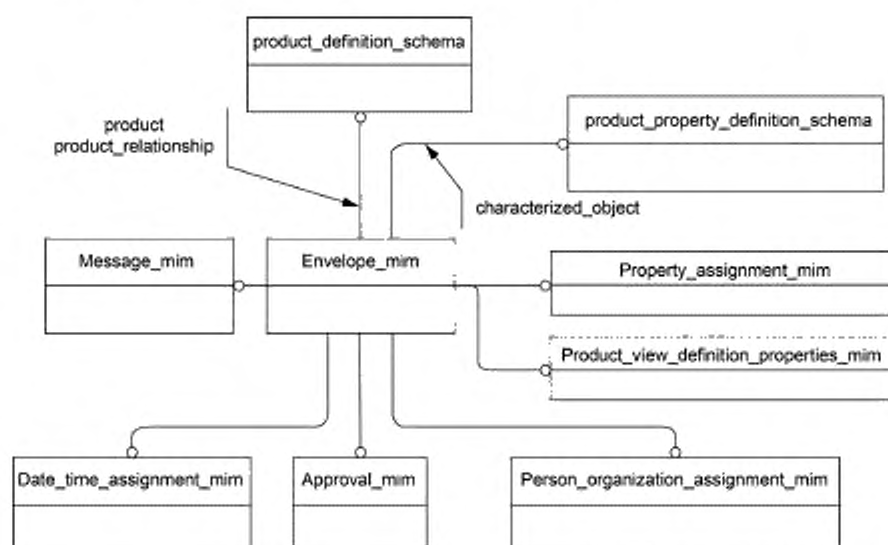 product_definition_schema
product_property_definition_schema
product
product_relationship
characterized_object
Message_mim
Envelope_mim
Property_assignment_mim
Product_view_definition_properties_mim
Date_time_assignment_mim
Approval_mim
Person_organization_assignment_mim